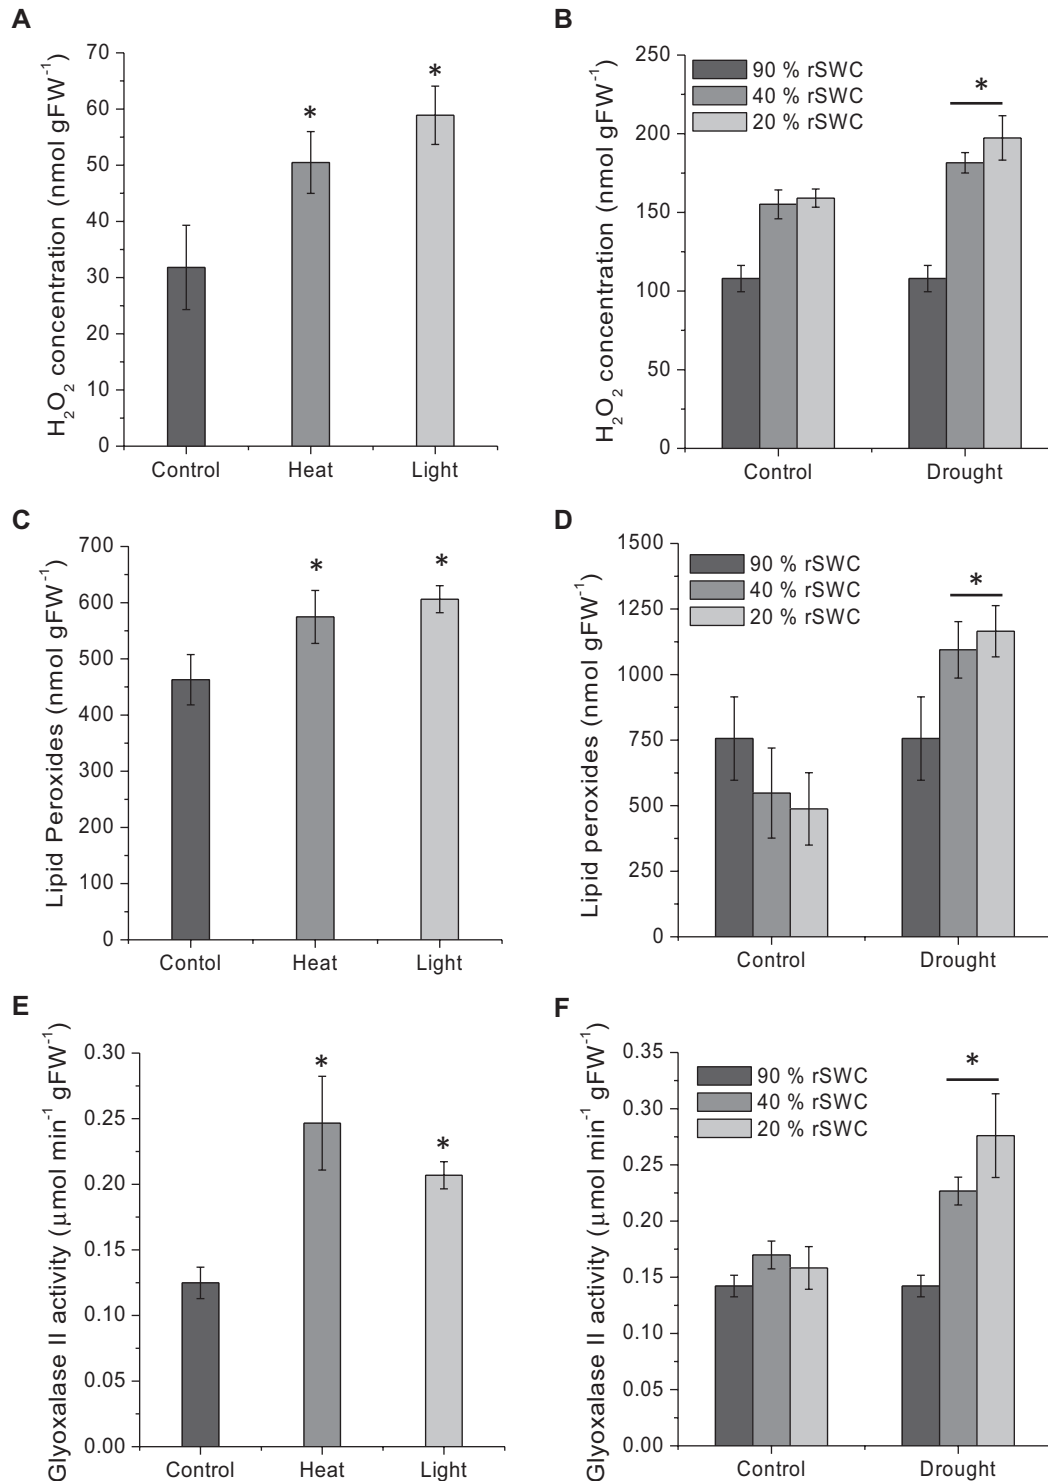 A
H₂O₂ concentration (nmol gFW⁻¹)
70
60
50
40
30
20
10
0
*
*
Control Heat Light
B
H₂O₂ concentration (nmol gFW⁻¹)
250
200
150
100
50
0
90 % rSWC
40 % rSWC
20 % rSWC
*
Control Drought
C
Lipid Peroxides (nmol gFW⁻¹)
700
600
500
400
300
200
100
0
*
*
Contol Heat Light
D
Lipid peroxides (nmol gFW⁻¹)
1500
1250
1000
750
500
250
0
90 % rSWC
40 % rSWC
20 % rSWC
*
Control Drought
E
Glyoxalase II activity (μmol min⁻¹ gFW⁻¹)
0.30
0.25
0.20
0.15
0.10
0.05
0.00
*
*
Control Heat Light
F
Glyoxalase II activity (μmol min⁻¹ gFW⁻¹)
0.35
0.30
0.25
0.20
0.15
0.10
0.05
0.00
90 % rSWC
40 % rSWC
20 % rSWC
*
Control Drought